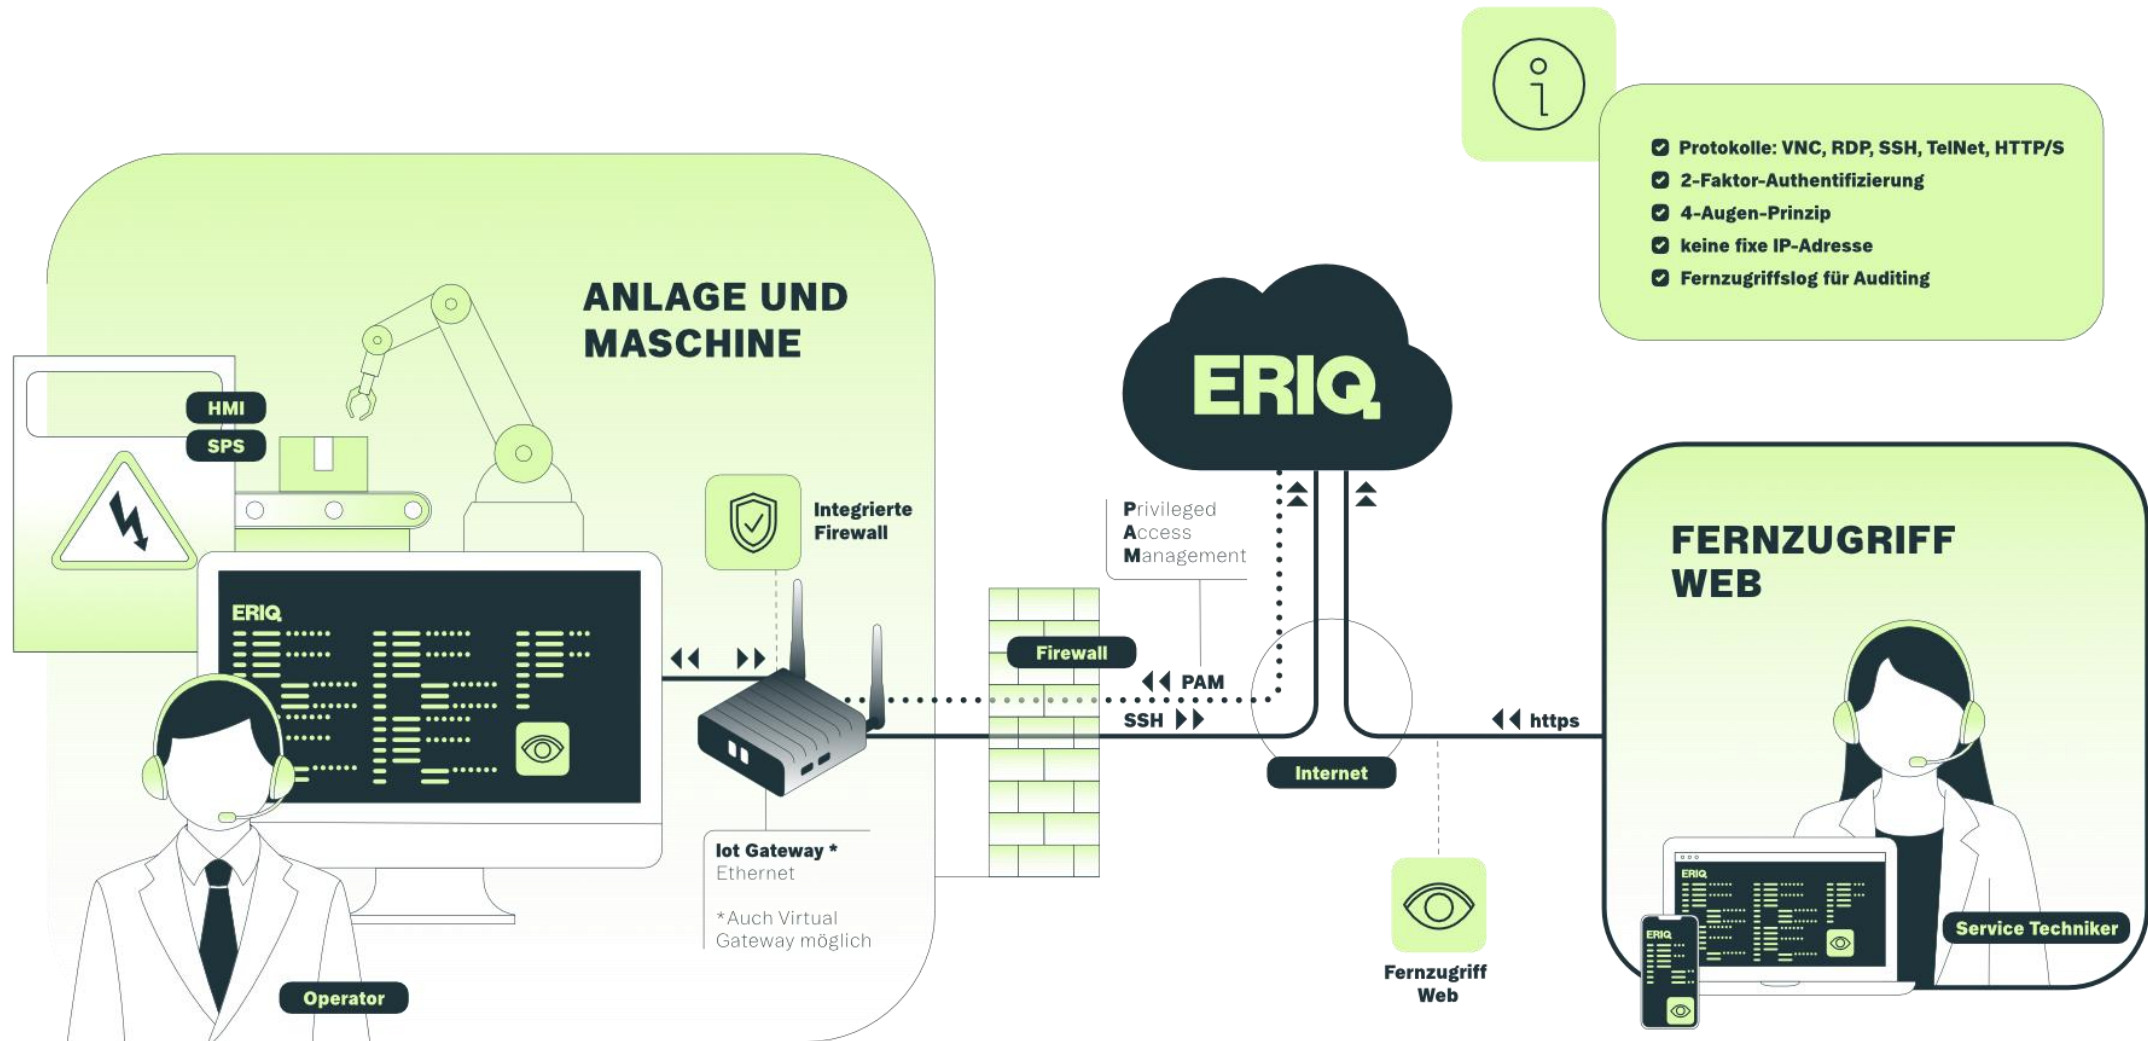 Protokolle: VNC, RDP, SSH, TelNet, HTTP/S
2-Faktor-Authentifizierung
4-Augen-Prinzip
keine fixe IP-Adresse
Fernzugriffslog für Auditing
ANLAGE UND
MASCHINE
HMI
SPS
Integrierte
Firewall
ERIQ
Operator
Iot Gateway *
Ethernet
*Auch Virtual
Gateway möglich
Firewall
Privileged
Access
Management
PAM
SSH
ERIQ
Internet
https
Fernzugriff
Web
FERNZUGRIFF
WEB
ERIQ
ERIQ
Service Techniker